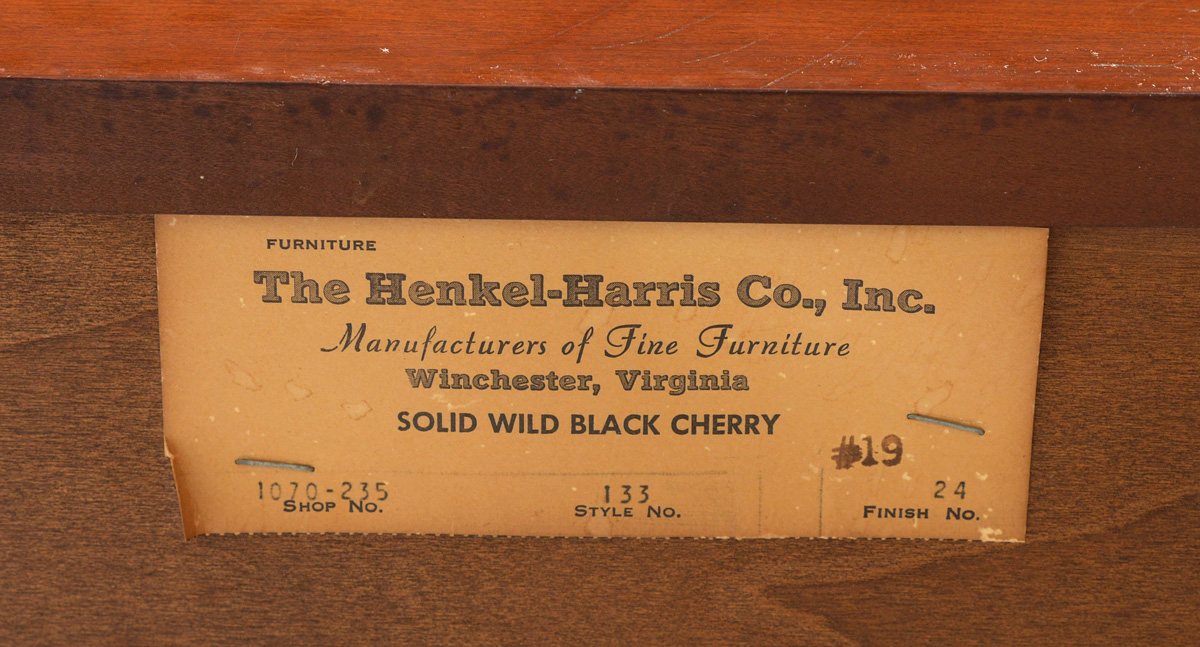 FURNITURE
The Henkel-Harris Co., Inc.
Manufacturers of Fine Furniture
Winchester, Virginia
SOLID WILD BLACK CHERRY
#19
1070-235 133 24
SHOP NO. STYLE NO. FINISH NO.